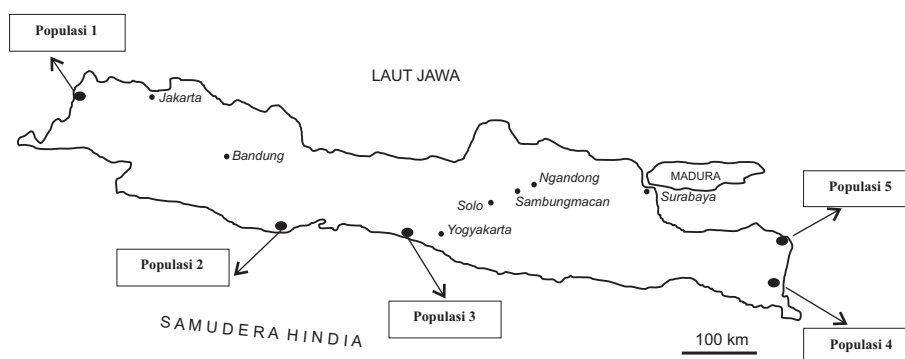 Populasi 1
LAUT JAWA
Jakarta
Bandung
Ngandong
MADURA
Populasi 5
Solo
Sambungmacan
Surabaya
Yogyakarta
Populasi 2
Populasi 3
SAMUDERA HINDIA
100 km
Populasi 4